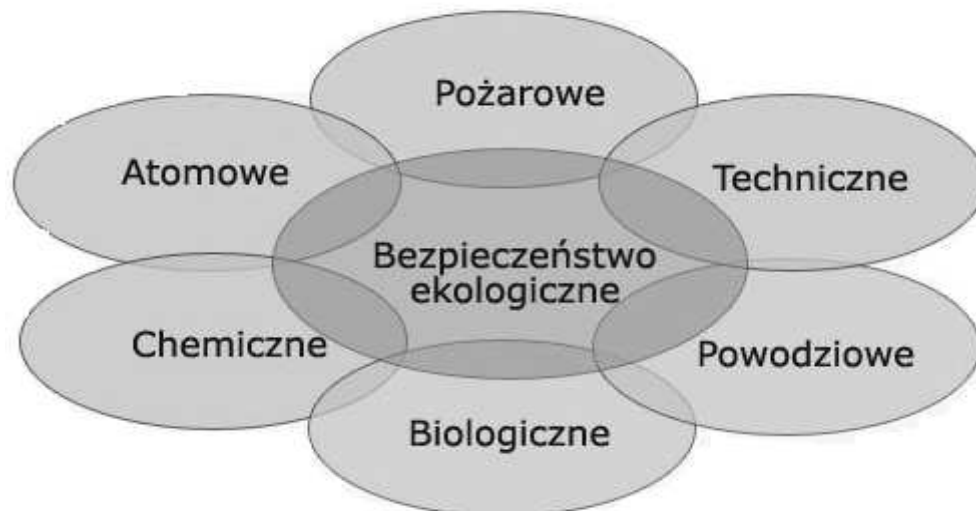 Pożarowe
Atomowe
Techniczne
Bezpieczeństwo
ekologiczne
Chemiczne
Powodziowe
Biologiczne